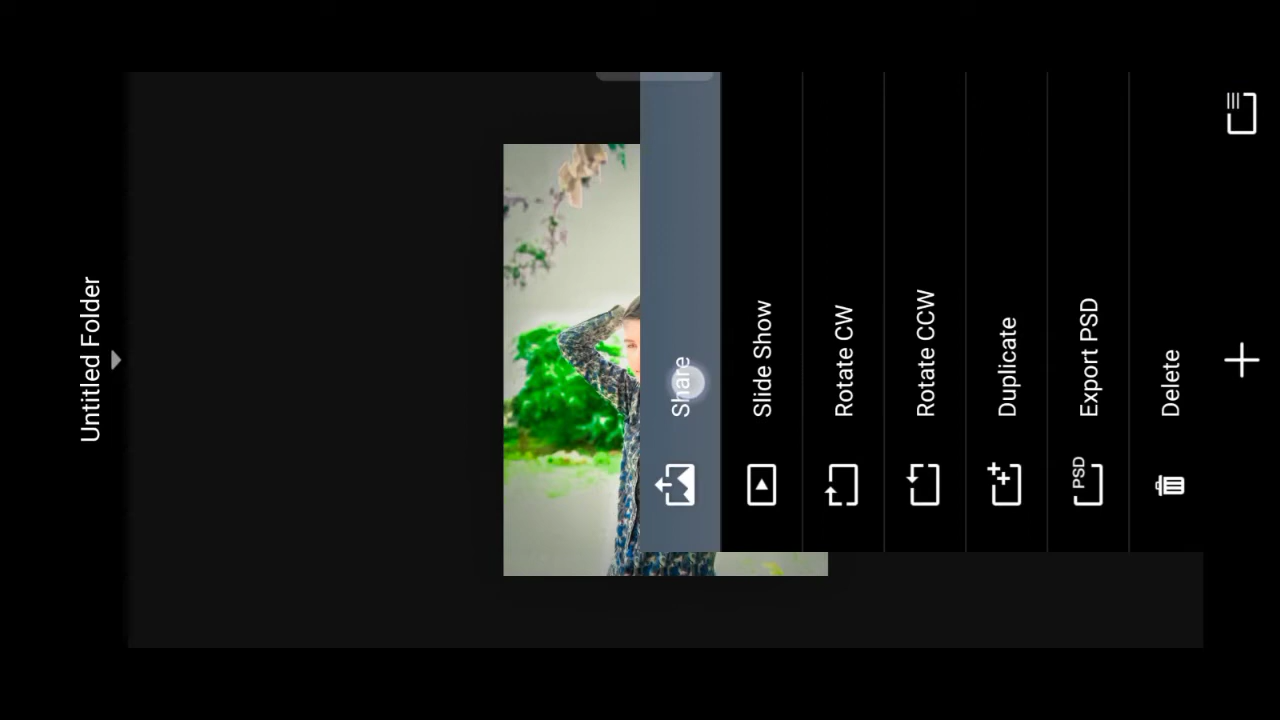 Untitled Folder
Share
Slide Show
Rotate CW
Rotate CCW
Duplicate
PSD
Export PSD
Delete